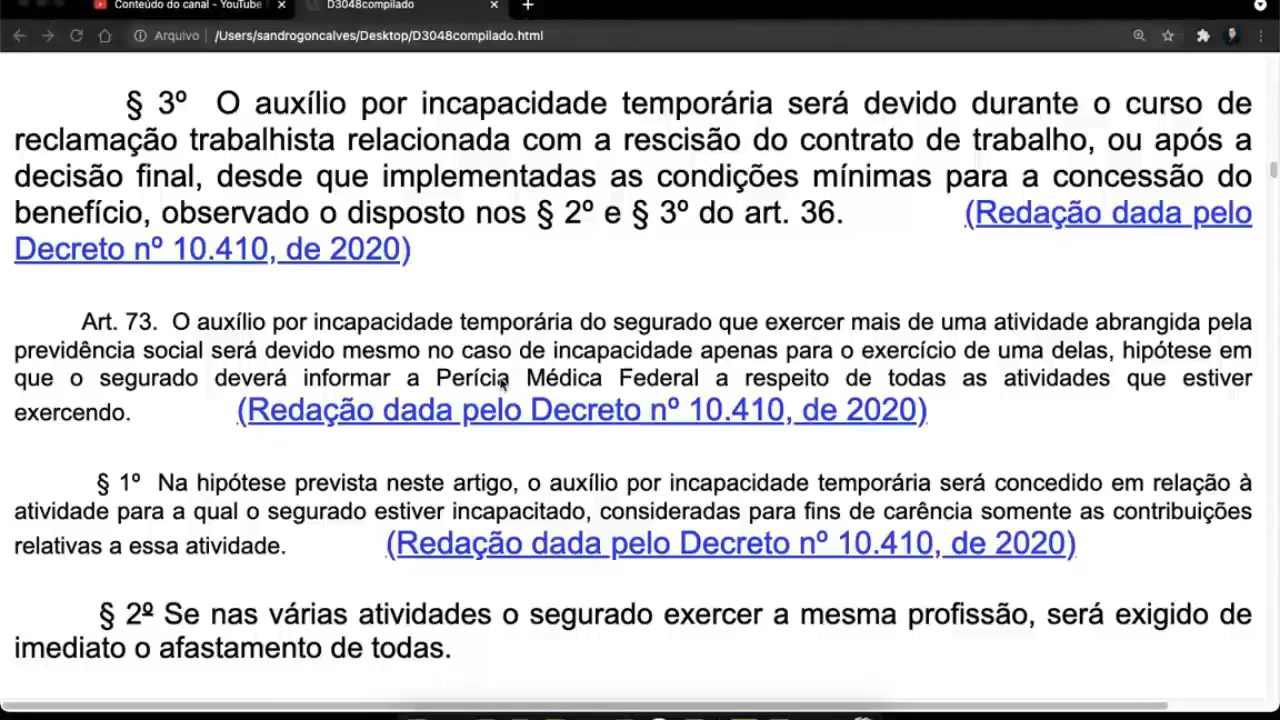 Conteúdo do canal - YouTube
D3048compilado
Arquivo
/Users/sandrogoncalves/Desktop/D3048compilado.html
§ 3º O auxílio por incapacidade temporária será devido durante o curso de
reclamação trabalhista relacionada com a rescisão do contrato de trabalho, ou após a
decisão final, desde que implementadas as condições mínimas para a concessão do
benefício, observado o disposto nos § 2º e § 3º do art. 36. (Redação dada pelo
Decreto nº 10.410, de 2020)
Art. 73. O auxílio por incapacidade temporária do segurado que exercer mais de uma atividade abrangida pela
previdência social será devido mesmo no caso de incapacidade apenas para o exercício de uma delas, hipótese em
que o segurado deverá informar a Perícia Médica Federal a respeito de todas as atividades que estiver
exercendo. (Redação dada pelo Decreto nº 10.410, de 2020)
§ 1º Na hipótese prevista neste artigo, o auxílio por incapacidade temporária será concedido em relação à
atividade para a qual o segurado estiver incapacitado, consideradas para fins de carência somente as contribuições
relativas a essa atividade. (Redação dada pelo Decreto nº 10.410, de 2020)
§ 2º Se nas várias atividades o segurado exercer a mesma profissão, será exigido de
imediato o afastamento de todas.